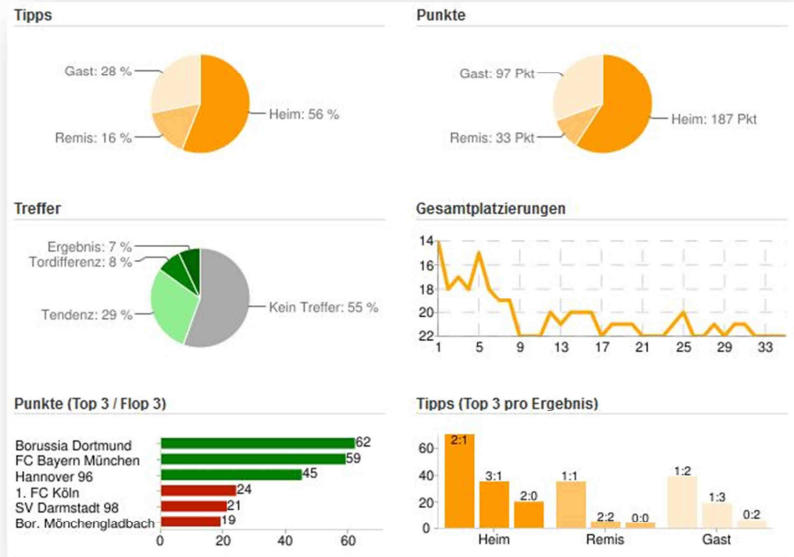 Tipps
Gast: 28 %
Heim: 56 %
Remis: 16 %
Punkte
Gast: 97 Pkt
Heim: 187 Pkt
Remis: 33 Pkt
Treffer
Ergebnis: 7 %
Tordifferenz: 8 %
Kein Treffer: 55 %
Tendenz: 29 %
Gesamtplatzierungen
14
16
18
20
22
1 5 9 13 17 21 25 29 33
Punkte (Top 3 / Flop 3)
Borussia Dortmund 62
FC Bayern München 59
Hannover 96 45
1. FC Köln 24
SV Darmstadt 98 21
Bor. Mönchengladbach 19
0 20 40 60
Tipps (Top 3 pro Ergebnis)
60
40
20
0
2:1 3:1 2:0 1:1 2:2 0:0 1:2 1:3 0:2
Heim Remis Gast